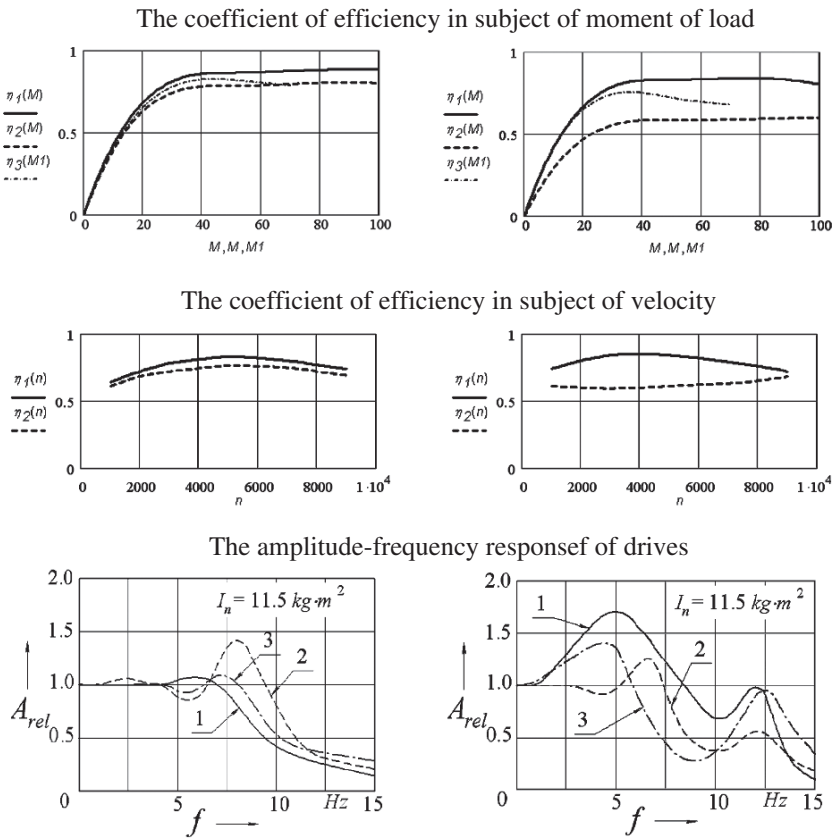 The coefficient of efficiency in subject of moment of load
1
η1(M)
η2(M)
η3(M1)
0.5
0
0 20 40 60 80 100
M,M,M1
1
η1(M)
η2(M)
η3(M1)
0.5
0
0 20 40 60 80 100
M,M,M1
The coefficient of efficiency in subject of velocity
1
η1(n)
η2(n)
0.5
0
0 2000 4000 6000 8000 1·10^4
n
1
η1(n)
η2(n)
0.5
0
0 2000 4000 6000 8000 1·10^4
n
The amplitude-frequency responsef of drives
2.0
In = 11.5 kg·m^2
1.5
3
2
1.0
Arel
1
0.5
0 5 10 Hz 15
f
2.0
1
In = 11.5 kg·m^2
1.5
2
1.0
Arel
3
0.5
0 5 10 Hz 15
f